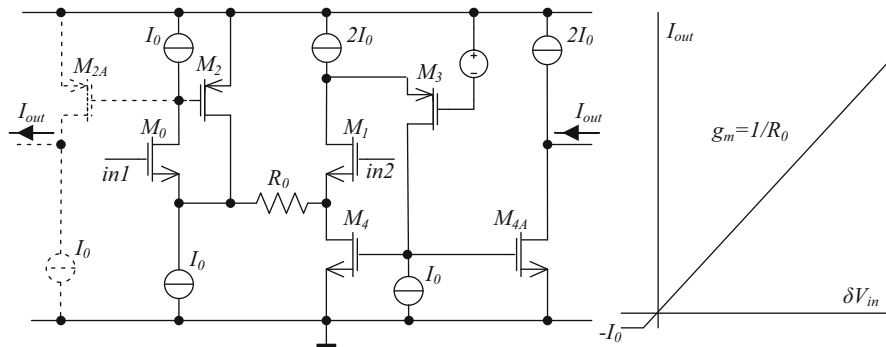 I0 2I0 2I0 Iout
M2A M2 M3
+
−
Iout M0 M1 Iout gm=1/R0
in1 R0 in2
M4 M4A
I0 I0 I0
δVin
-I0